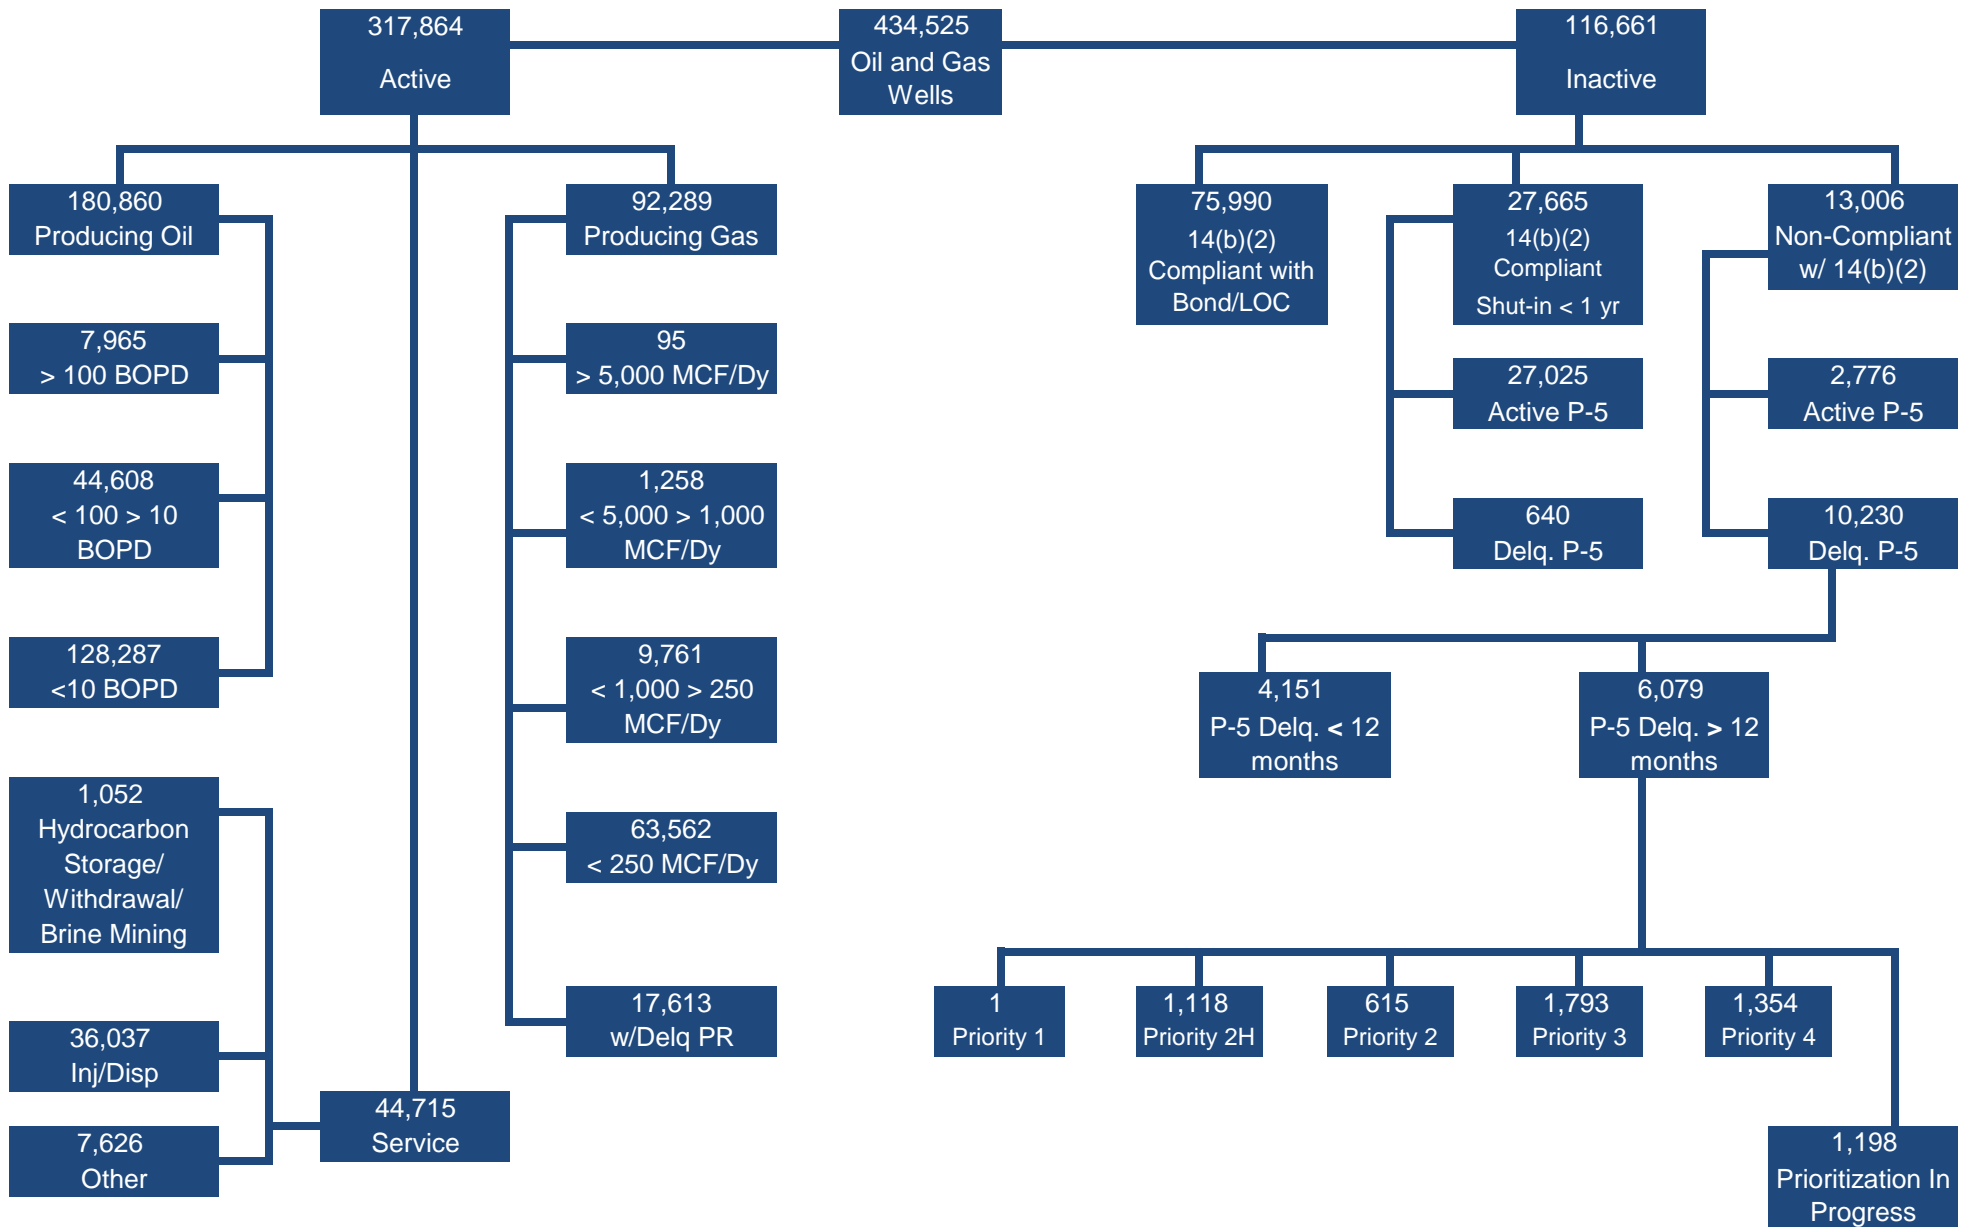 317,864
Active
434,525
Oil and Gas
Wells
116,661
Inactive
180,860
Producing Oil
7,965
> 100 BOPD
44,608
< 100 > 10
BOPD
128,287
<10 BOPD
92,289
Producing Gas
95
> 5,000 MCF/Dy
1,258
< 5,000 > 1,000
MCF/Dy
9,761
< 1,000 > 250
MCF/Dy
63,562
< 250 MCF/Dy
17,613
w/Delq PR
1,052
Hydrocarbon
Storage/
Withdrawal/
Brine Mining
36,037
Inj/Disp
7,626
Other
44,715
Service
75,990
14(b)(2)
Compliant with
Bond/LOC
27,665
14(b)(2)
Compliant
Shut-in < 1 yr
27,025
Active P-5
640
Delq. P-5
13,006
Non-Compliant
w/ 14(b)(2)
2,776
Active P-5
10,230
Delq. P-5
4,151
P-5 Delq. < 12
months
6,079
P-5 Delq. > 12
months
1
Priority 1
1,118
Priority 2H
615
Priority 2
1,793
Priority 3
1,354
Priority 4
1,198
Prioritization In
Progress